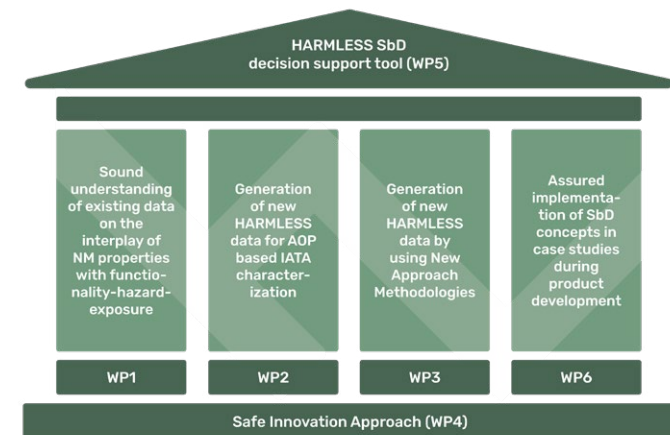 HARMLESS SbD
decision support tool (WP5)
Sound
understanding
of existing data
on the
interplay of
NM properties
with functio-
nality-hazard-
exposure
Generation
of new
HARMLESS
data for AOP
based IATA
character-
ization
Generation
of new
HARMLESS
data by
using New
Approach
Methodologies
Assured
implementa-
tion of SbD
concepts in
case studies
during
product
development
WP1
WP2
WP3
WP6
Safe Innovation Approach (WP4)